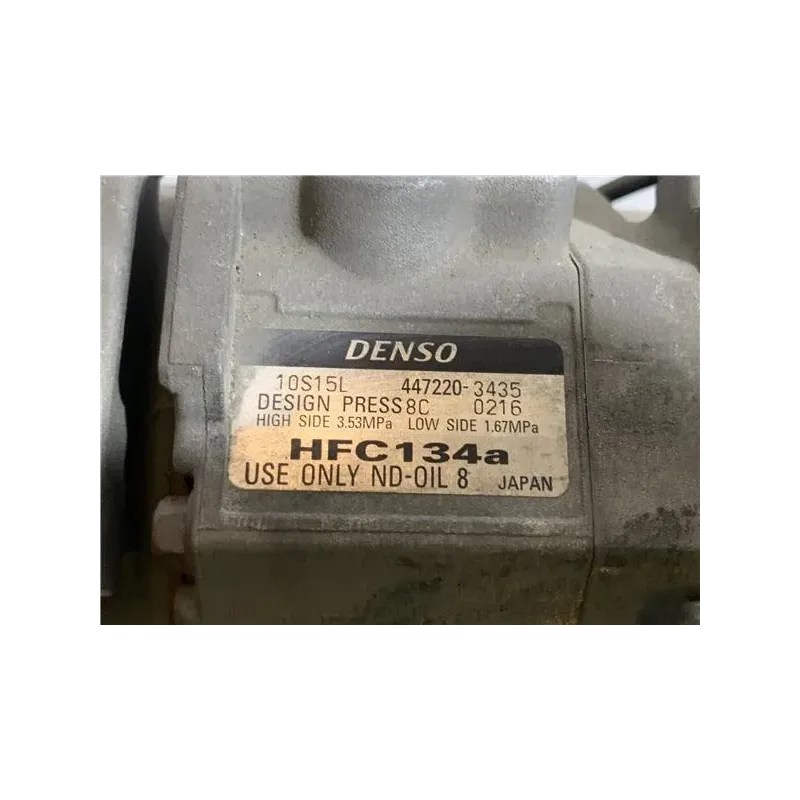 DENSO
10S15L 447220-3435
DESIGN PRESS 8C 0216
HIGH SIDE 3.53MPa LOW SIDE 1.67MPa
HFC134a
USE ONLY ND-OIL 8 JAPAN